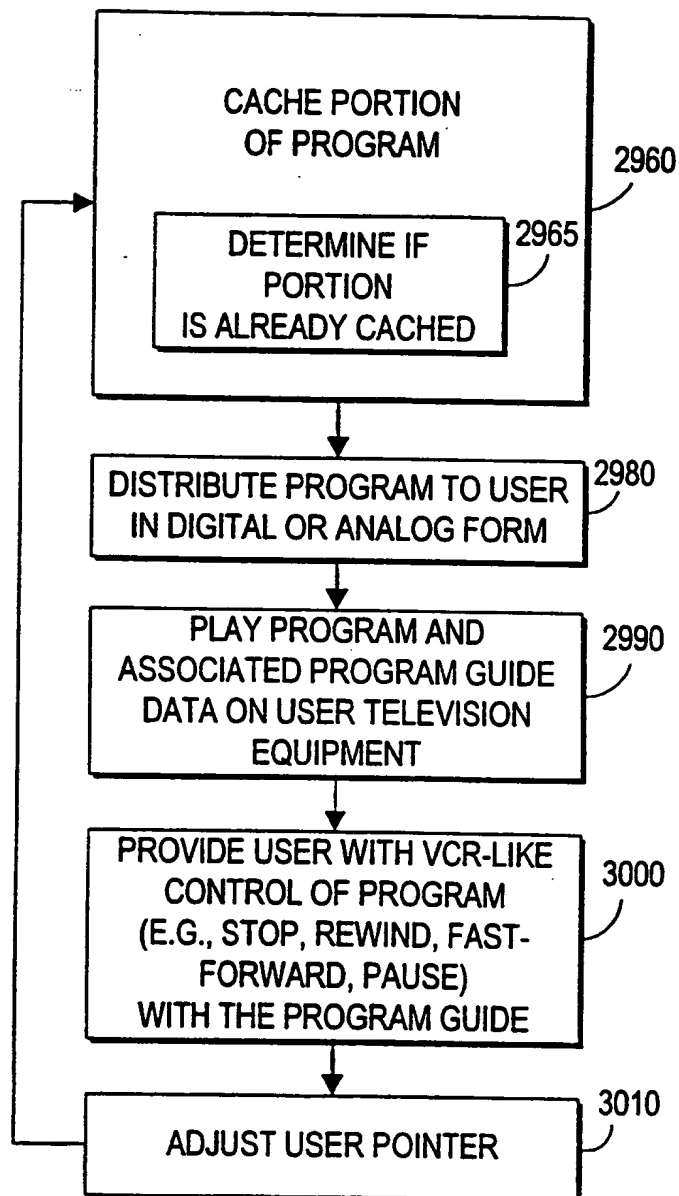 CACHE PORTION
OF PROGRAM
2960
DETERMINE IF
PORTION
IS ALREADY CACHED
2965
DISTRIBUTE PROGRAM TO USER
IN DIGITAL OR ANALOG FORM
2980
PLAY PROGRAM AND
ASSOCIATED PROGRAM GUIDE
DATA ON USER TELEVISION
EQUIPMENT
2990
PROVIDE USER WITH VCR-LIKE
CONTROL OF PROGRAM
(E.G., STOP, REWIND, FAST-
FORWARD, PAUSE)
WITH THE PROGRAM GUIDE
3000
ADJUST USER POINTER
3010